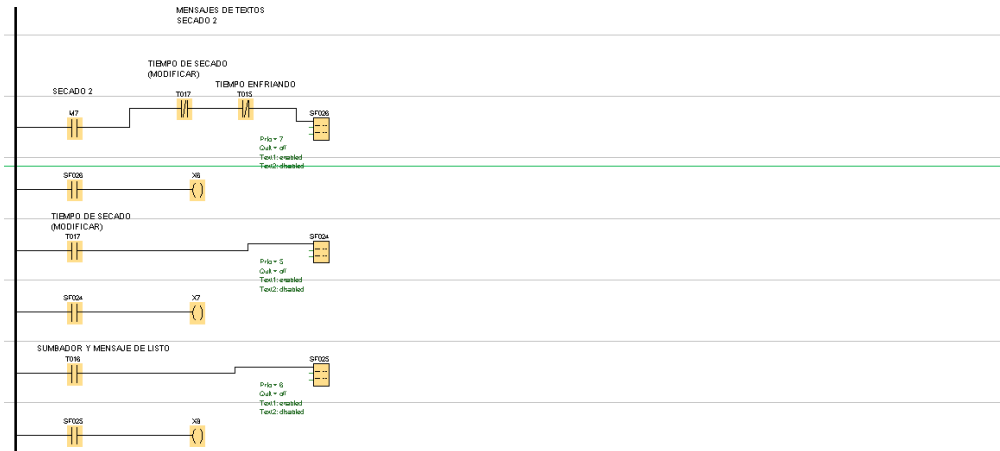 MENSAJES DE TEXTOS
SECADO 2
TIEMPO DE SECADO
(MODIFICAR)
TIEMPO ENFRIANDO
SECADO 2
T017
T015
M7
SF026
Prio = 7
Quit = off
Text1: enabled
Text2: disabled
SF026
X6
TIEMPO DE SECADO
(MODIFICAR)
T017
SF024
Prio = 5
Quit = off
Text1: enabled
Text2: disabled
SF024
X7
SUMBADOR Y MENSAJE DE LISTO
T016
SF025
Prio = 6
Quit = off
Text1: enabled
Text2: disabled
SF025
X8